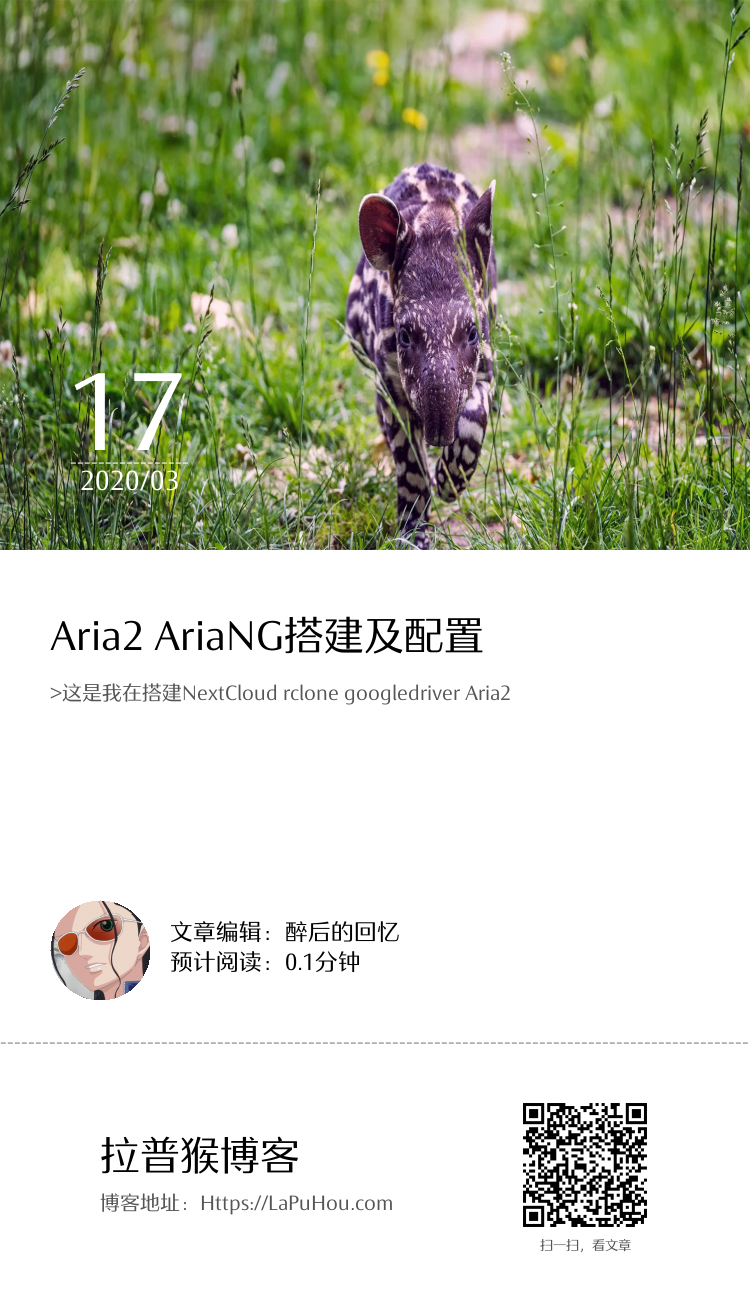 17
2020/03
Aria2 AriaNG搭建及配置
>这是我在搭建NextCloud rclone googledriver Aria2
文章编辑：醉后的回忆
预计阅读：0.1分钟
拉普猴博客
博客地址：Https://LaPuHou.com
扫一扫，看文章